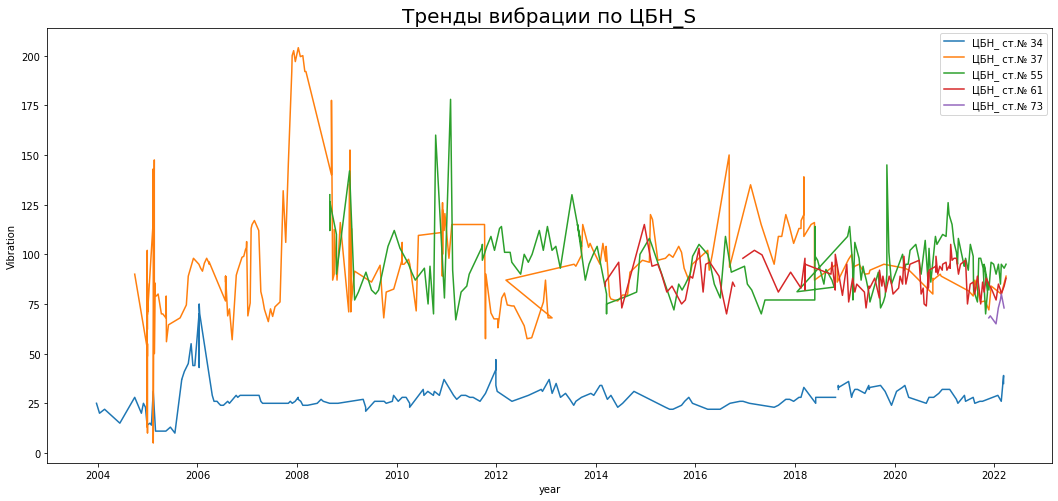 Тренды вибрации по ЦБН_S
ЦБН_ ст.№ 34
ЦБН_ ст.№ 37
ЦБН_ ст.№ 55
ЦБН_ ст.№ 61
ЦБН_ ст.№ 73
Vibration
200
175
150
125
100
75
50
25
0
2004 2006 2008 2010 2012 2014 2016 2018 2020 2022
year